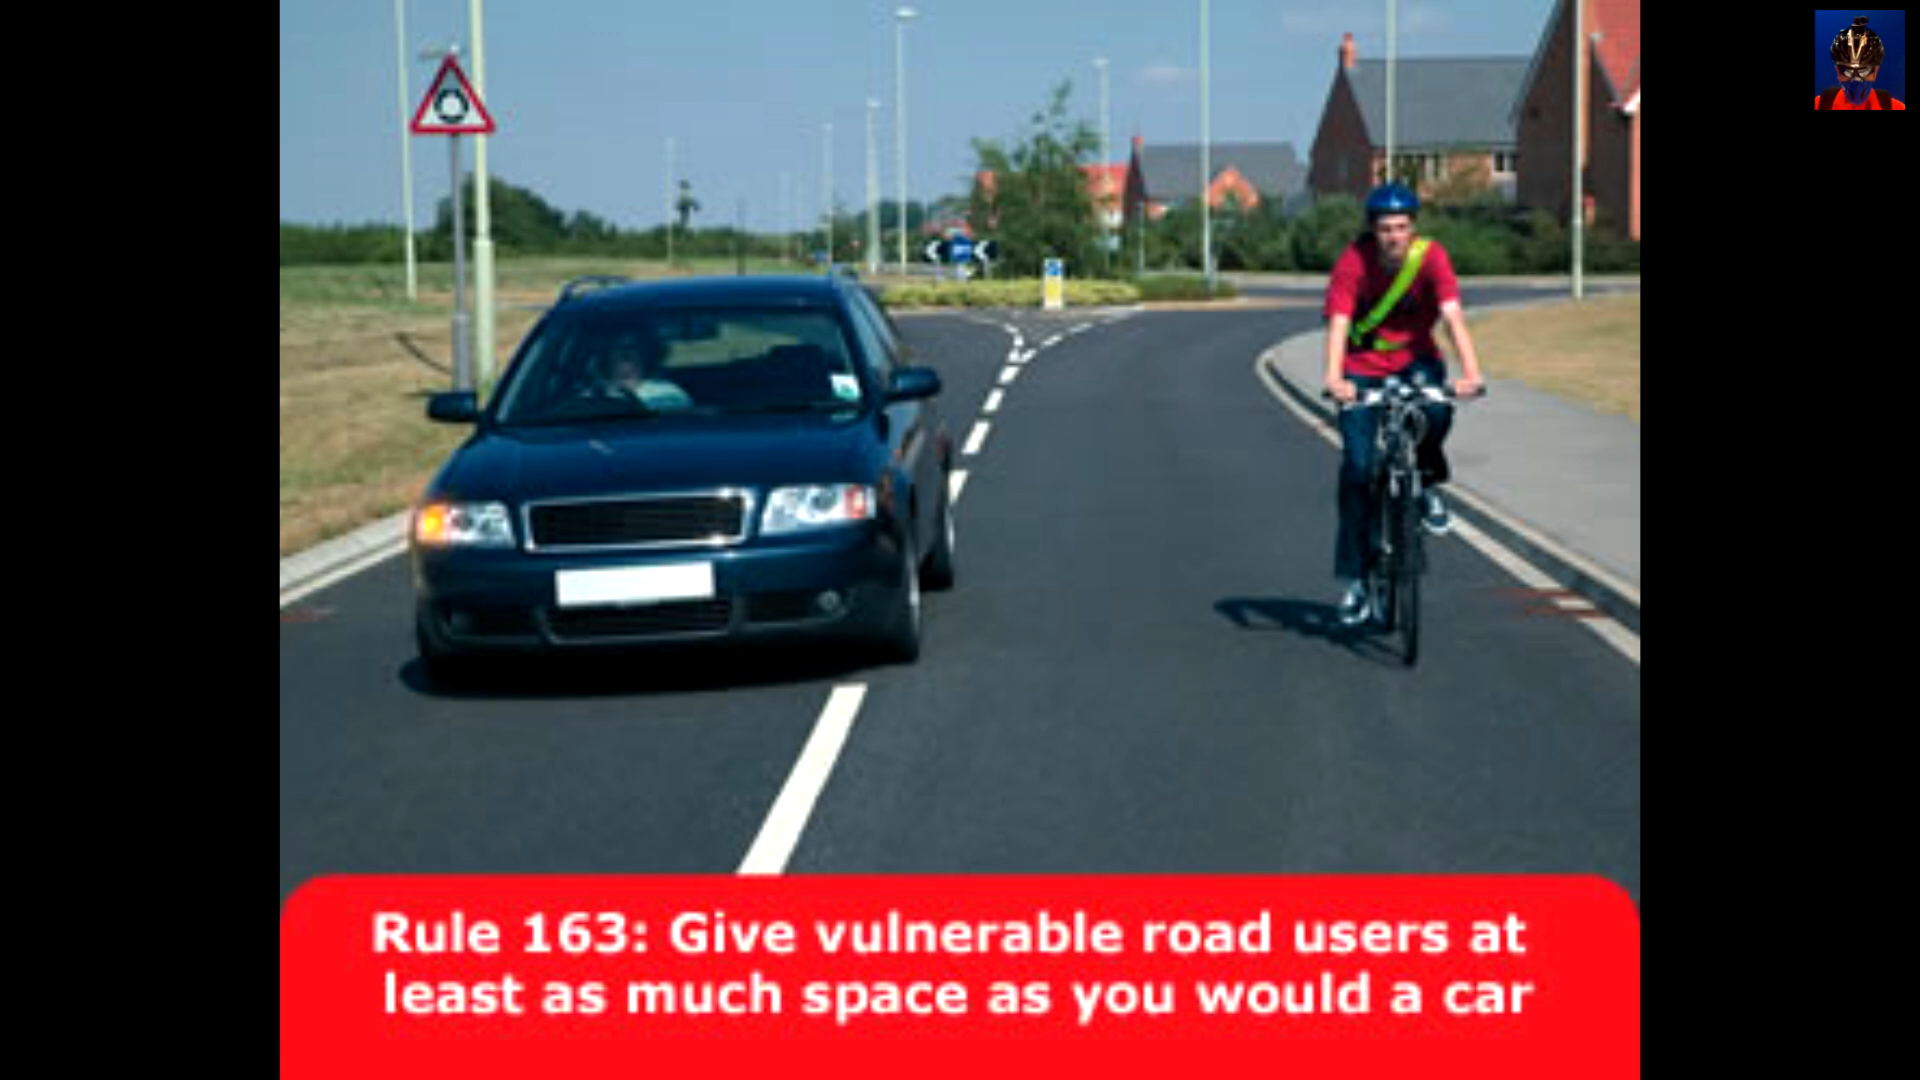 Rule 163: Give vulnerable road users at
least as much space as you would a car